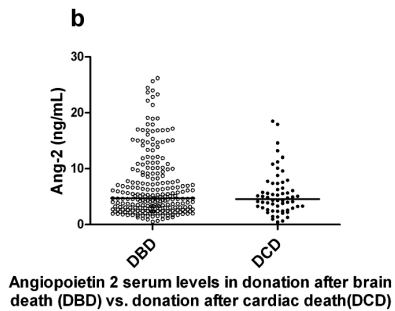 b
30
20
10
0
Ang-2 (ng/mL)
DBD
DCD
Angiopoietin 2 serum levels in donation after brain
death (DBD) vs. donation after cardiac death(DCD)